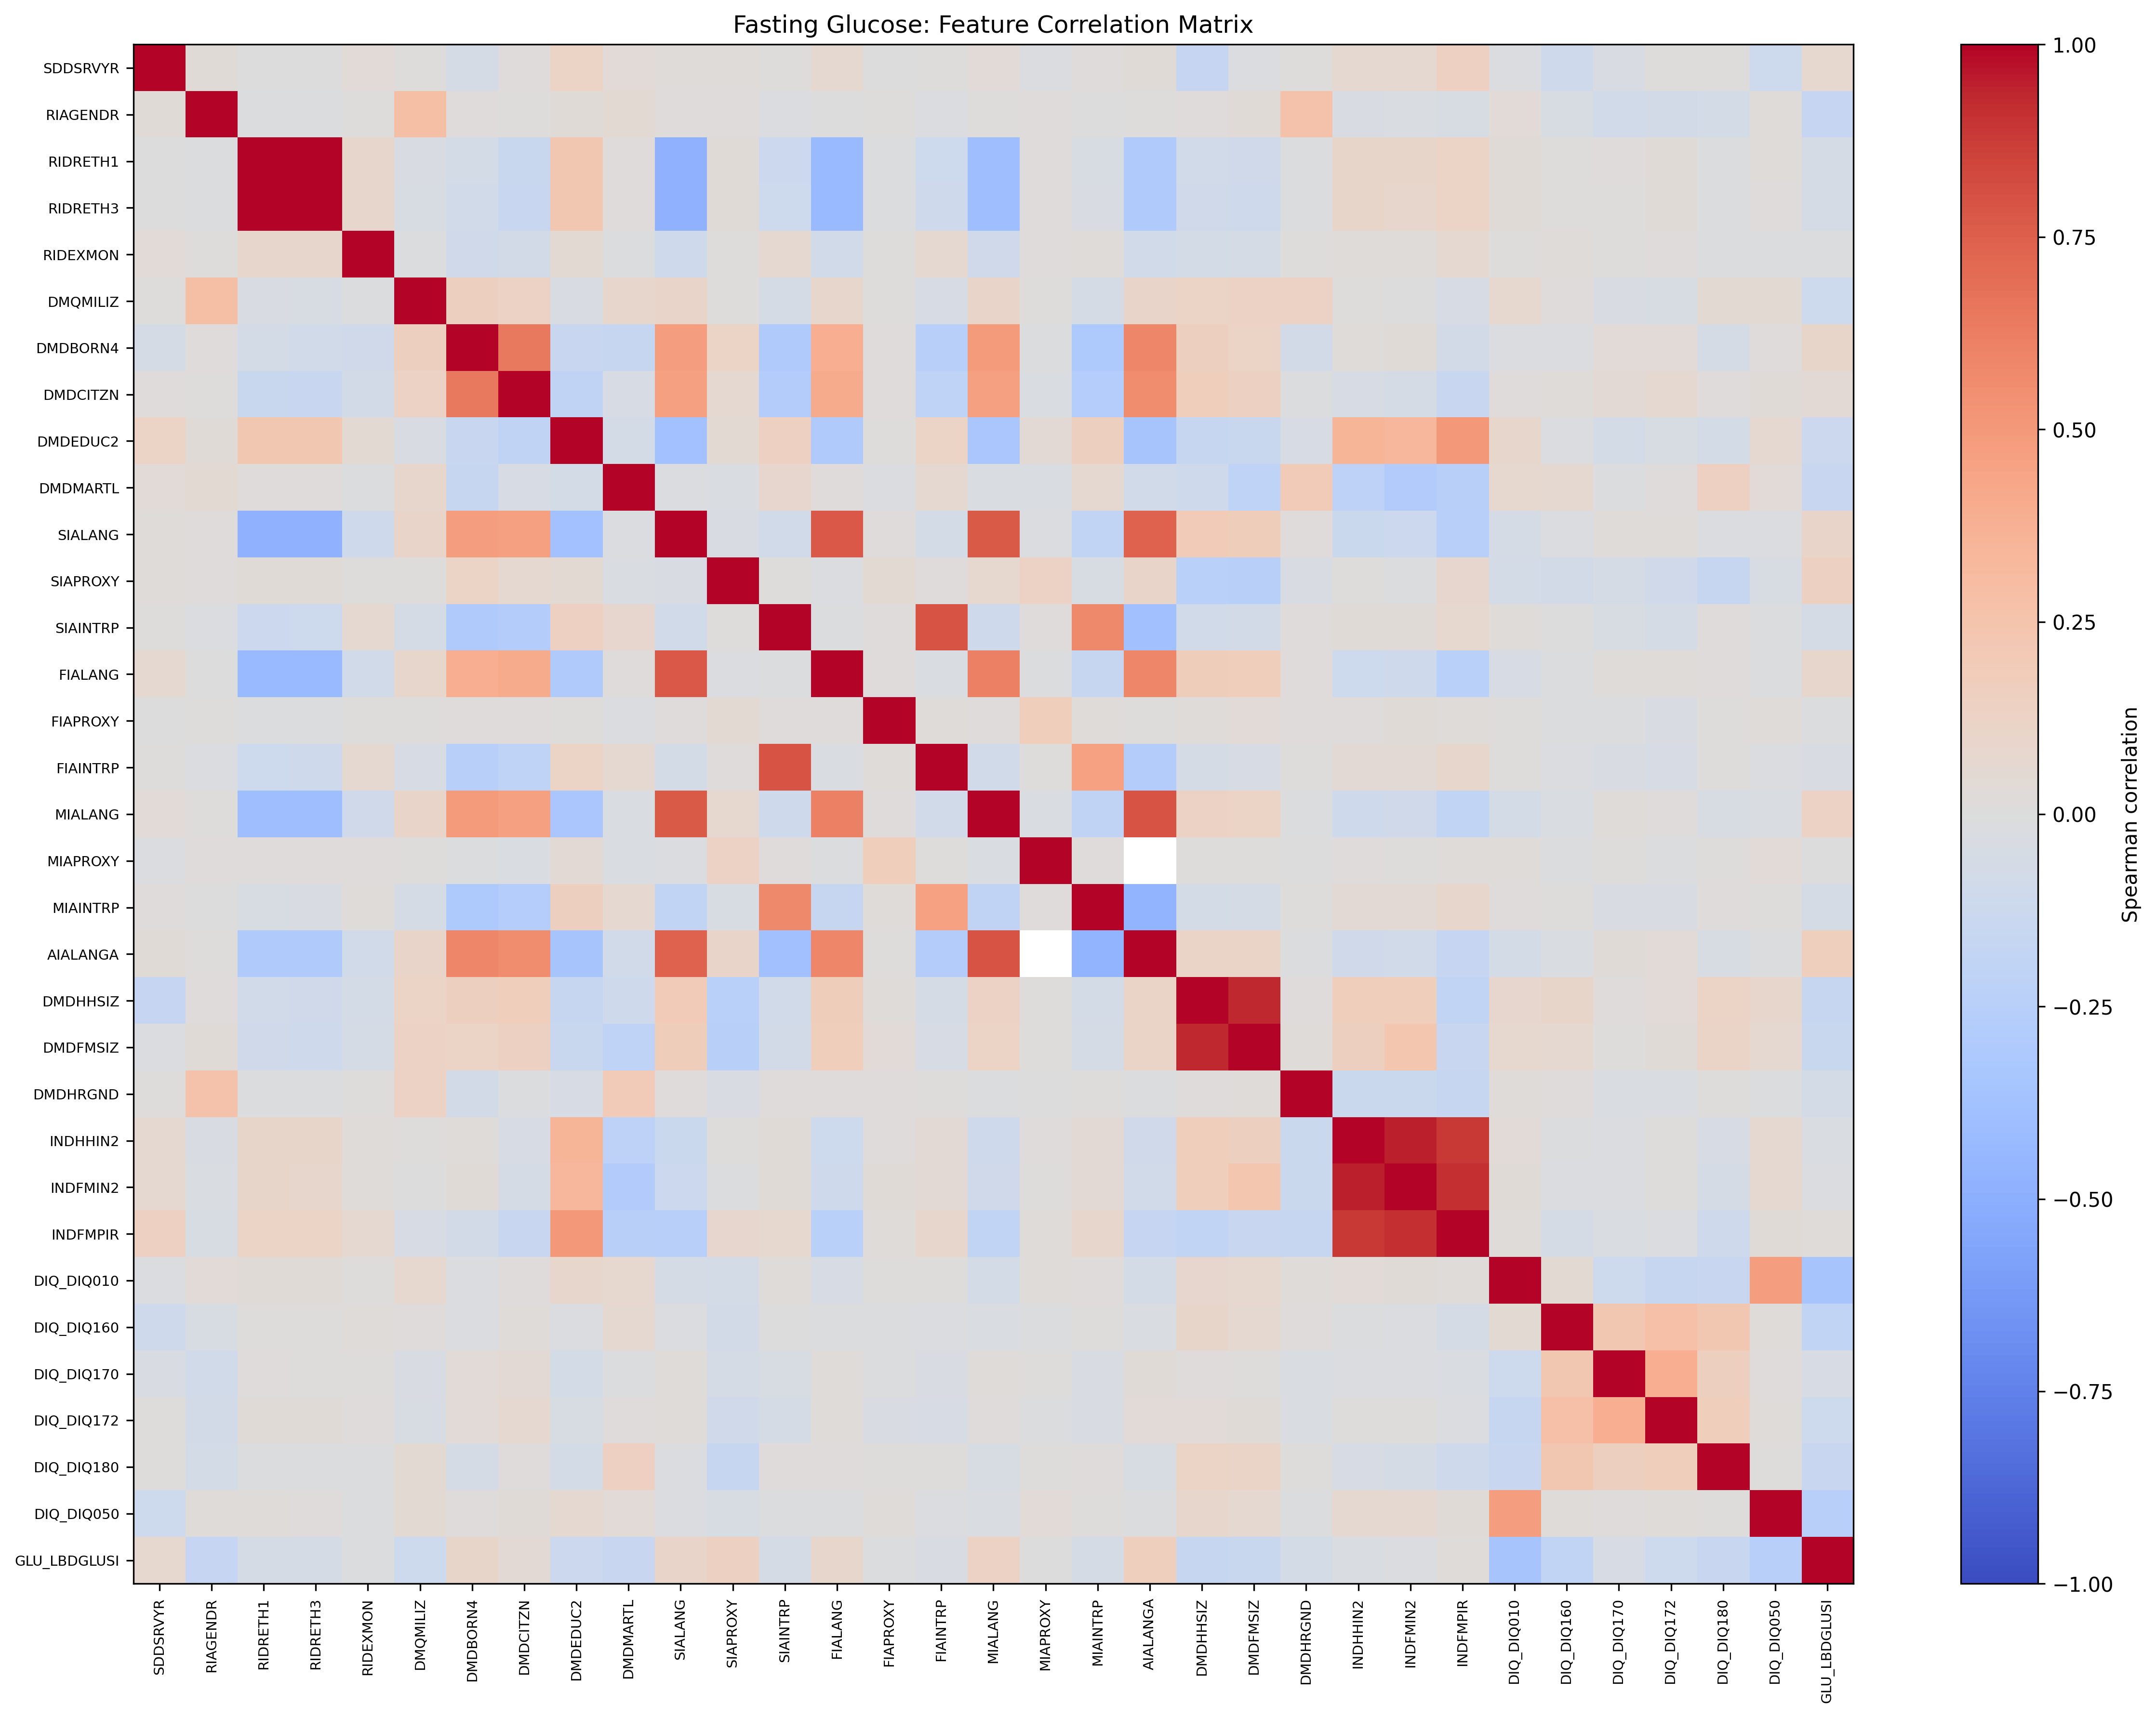 Fasting Glucose: Feature Correlation Matrix
SDDSRVYR
RIAGENDR
RIDRETH1
RIDRETH3
RIDEXMON
DMQMILIZ
DMDBORN4
DMDCITZN
DMDEDUC2
DMDMARTL
SIALANG
SIAPROXY
SIAINTRP
FIALANG
FIAPROXY
FIAINTRP
MIALANG
MIAPROXY
MIAINTRP
AIALANGA
DMDHHSIZ
DMDFMSIZ
DMDHRGND
INDHHIN2
INDFMIN2
INDFMPIR
DIQ_DIQ010
DIQ_DIQ160
DIQ_DIQ170
DIQ_DIQ172
DIQ_DIQ180
DIQ_DIQ050
GLU_LBDGLUSI
SDDSRVYR
RIAGENDR
RIDRETH1
RIDRETH3
RIDEXMON
DMQMILIZ
DMDBORN4
DMDCITZN
DMDEDUC2
DMDMARTL
SIALANG
SIAPROXY
SIAINTRP
FIALANG
FIAPROXY
FIAINTRP
MIALANG
MIAPROXY
MIAINTRP
AIALANGA
DMDHHSIZ
DMDFMSIZ
DMDHRGND
INDHHIN2
INDFMIN2
INDFMPIR
DIQ_DIQ010
DIQ_DIQ160
DIQ_DIQ170
DIQ_DIQ172
DIQ_DIQ180
DIQ_DIQ050
GLU_LBDGLUSI
1.00
0.75
0.50
0.25
0.00
−0.25
−0.50
−0.75
−1.00
Spearman correlation